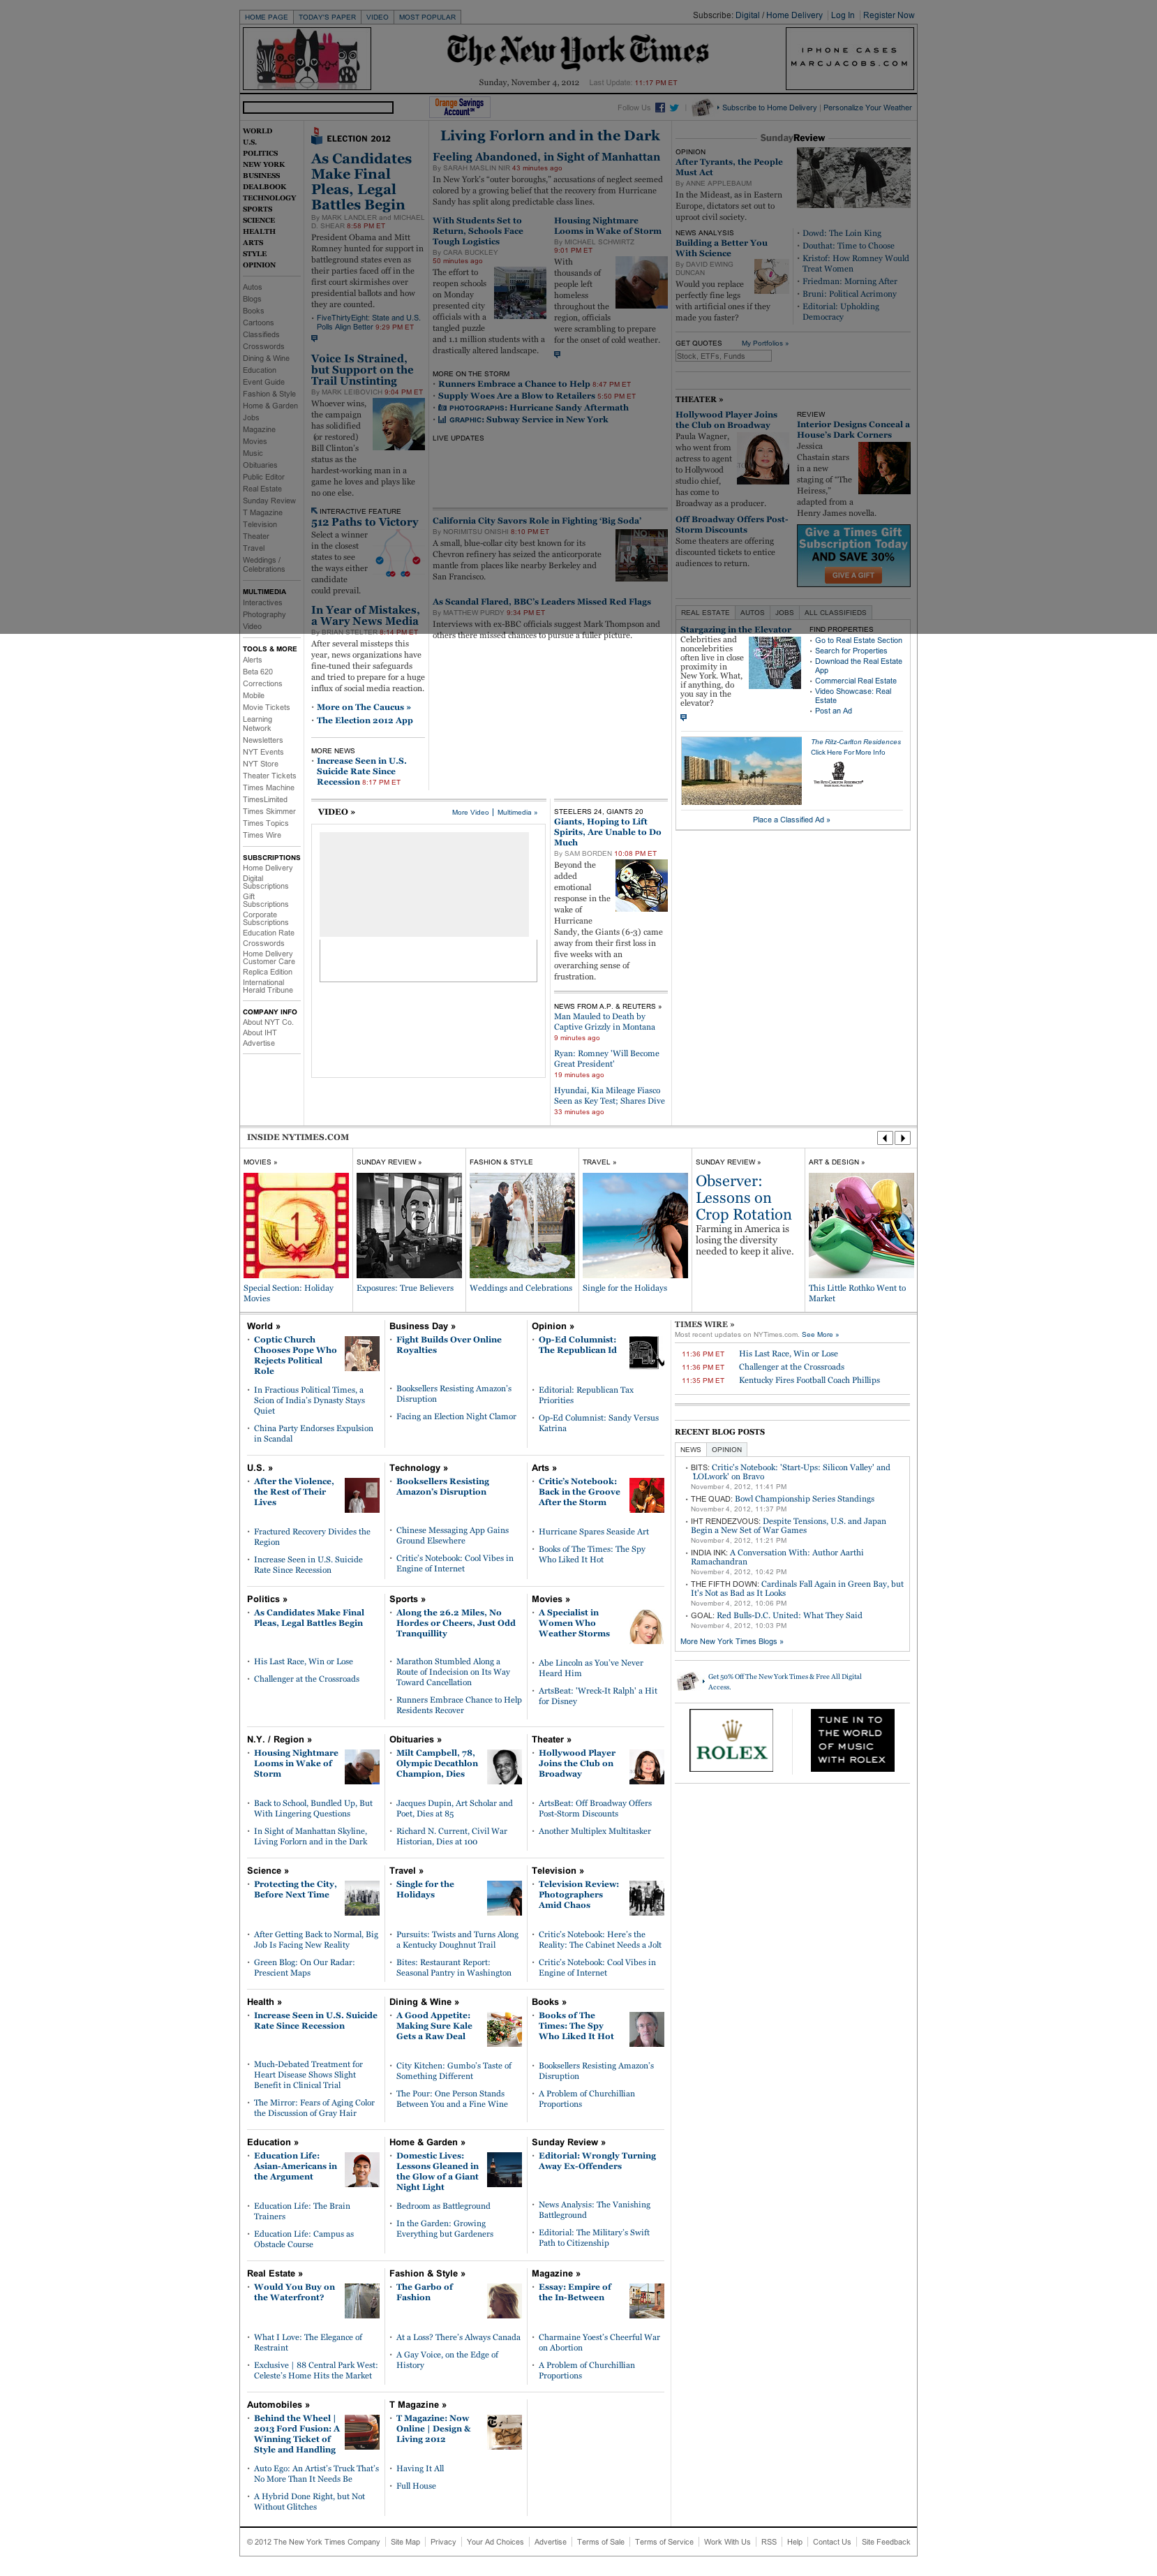 HOME PAGE
TODAY'S PAPER
VIDEO
MOST POPULAR
Subscribe: Digital / Home Delivery
Log In
Register Now
The New York Times
Sunday, November 4, 2012 Last Update: 11:17 PM ET
IPHONE CASES
MARCJACOBS.COM
Orange Savings
Account
Follow Us
Subscribe to Home Delivery | Personalize Your Weather
WORLD
U.S.
POLITICS
NEW YORK
BUSINESS
DEALBOOK
TECHNOLOGY
SPORTS
SCIENCE
HEALTH
ARTS
STYLE
OPINION
Autos
Blogs
Books
Cartoons
Classifieds
Crosswords
Dining & Wine
Education
Event Guide
Fashion & Style
Home & Garden
Jobs
Magazine
Movies
Music
Obituaries
Public Editor
Real Estate
Sunday Review
T Magazine
Television
Theater
Travel
Weddings /
Celebrations
MULTIMEDIA
Interactives
Photography
Video
TOOLS & MORE
Alerts
Beta 620
Corrections
Mobile
Movie Tickets
Learning
Network
Newsletters
NYT Events
NYT Store
Theater Tickets
Times Machine
TimesLimited
Times Skimmer
Times Topics
Times Wire
SUBSCRIPTIONS
Home Delivery
Digital
Subscriptions
Gift
Subscriptions
Corporate
Subscriptions
Education Rate
Crosswords
Home Delivery
Customer Care
Replica Edition
International
Herald Tribune
COMPANY INFO
About NYT Co.
About IHT
Advertise
ELECTION 2012
As Candidates
Make Final
Pleas, Legal
Battles Begin
By MARK LANDLER and MICHAEL
D. SHEAR 8:58 PM ET
President Obama and Mitt
Romney hunted for support in
battleground states even as
their parties faced off in the
first court skirmishes over
presidential ballots and how
they are counted.
FiveThirtyEight: State and U.S.
Polls Align Better 9:29 PM ET
Voice Is Strained,
but Support on the
Trail Unstinting
By MARK LEIBOVICH 9:04 PM ET
Whoever wins,
the campaign
has solidified
(or restored)
Bill Clinton's
status as the
hardest-working man in a
game he loves and plays like
no one else.
INTERACTIVE FEATURE
512 Paths to Victory
Select a winner
in the closest
states to see
the ways either
candidate
could prevail.
In Year of Mistakes,
a Wary News Media
By BRIAN STELTER 8:14 PM ET
After several missteps this
year, news organizations have
fine-tuned their safeguards
and tried to prepare for a huge
influx of social media reaction.
More on The Caucus »
The Election 2012 App
MORE NEWS
Increase Seen in U.S.
Suicide Rate Since
Recession 8:17 PM ET
Living Forlorn and in the Dark
Feeling Abandoned, in Sight of Manhattan
By SARAH MASLIN NIR 43 minutes ago
In New York's “outer boroughs,” accusations of neglect seemed
colored by a growing belief that the recovery from Hurricane
Sandy has split along predictable class lines.
With Students Set to
Return, Schools Face
Tough Logistics
By CARA BUCKLEY
50 minutes ago
The effort to
reopen schools
on Monday
presented city
officials with a
tangled puzzle
and 1.1 million students with a
drastically altered landscape.
Housing Nightmare
Looms in Wake of Storm
By MICHAEL SCHWIRTZ
9:01 PM ET
With
thousands of
people left
homeless
throughout the
region, officials
were scrambling to prepare
for the onset of cold weather.
MORE ON THE STORM
Runners Embrace a Chance to Help 8:47 PM ET
Supply Woes Are a Blow to Retailers 5:50 PM ET
PHOTOGRAPHS: Hurricane Sandy Aftermath
GRAPHIC: Subway Service in New York
LIVE UPDATES
California City Savors Role in Fighting ‘Big Soda’
By NORIMITSU ONISHI 8:10 PM ET
A small, blue-collar city best known for its
Chevron refinery has seized the anticorporate
mantle from places like nearby Berkeley and
San Francisco.
As Scandal Flared, BBC's Leaders Missed Red Flags
By MATTHEW PURDY 9:34 PM ET
Interviews with ex-BBC officials suggest Mark Thompson and
others there missed chances to pursue a fuller picture.
SundayReview
OPINION
After Tyrants, the People
Must Act
By ANNE APPLEBAUM
In the Mideast, as in Eastern
Europe, dictators set out to
uproot civil society.
NEWS ANALYSIS
Building a Better You
With Science
By DAVID EWING
DUNCAN
Would you replace
perfectly fine legs
with artificial ones if they
made you faster?
Dowd: The Loin King
Douthat: Time to Choose
Kristof: How Romney Would
Treat Women
Friedman: Morning After
Bruni: Political Acrimony
Editorial: Upholding
Democracy
GET QUOTES
My Portfolios »
Stock, ETFs, Funds
THEATER »
Hollywood Player Joins
the Club on Broadway
Paula Wagner,
who went from
actress to agent
to Hollywood
studio chief,
has come to
Broadway as a producer.
Off Broadway Offers Post-
Storm Discounts
Some theaters are offering
discounted tickets to entice
audiences to return.
REVIEW
Interior Designs Conceal a
House's Dark Corners
Jessica
Chastain stars
in a new
staging of “The
Heiress,”
adapted from a
Henry James novella.
Give a Times Gift
Subscription Today
AND SAVE 30%
GIVE A GIFT
REAL ESTATE
AUTOS
JOBS
ALL CLASSIFIEDS
Stargazing in the Elevator
Celebrities and
noncelebrities
often live in close
proximity in
New York. What,
if anything, do
you say in the
elevator?
FIND PROPERTIES
Go to Real Estate Section
Search for Properties
Download the Real Estate
App
Commercial Real Estate
Video Showcase: Real
Estate
Post an Ad
The Ritz-Carlton Residences
Click Here For More Info
Place a Classified Ad »
VIDEO »
More Video | Multimedia »
STEELERS 24, GIANTS 20
Giants, Hoping to Lift
Spirits, Are Unable to Do
Much
By SAM BORDEN 10:08 PM ET
Beyond the
added
emotional
response in the
wake of
Hurricane
Sandy, the Giants (6-3) came
away from their first loss in
five weeks with an
overarching sense of
frustration.
NEWS FROM A.P. & REUTERS »
Man Mauled to Death by
Captive Grizzly in Montana
9 minutes ago
Ryan: Romney 'Will Become
Great President'
19 minutes ago
Hyundai, Kia Mileage Fiasco
Seen as Key Test; Shares Dive
33 minutes ago
INSIDE NYTIMES.COM
MOVIES »
Special Section: Holiday
Movies
SUNDAY REVIEW »
Exposures: True Believers
FASHION & STYLE
Weddings and Celebrations
TRAVEL »
Single for the Holidays
SUNDAY REVIEW »
Observer:
Lessons on
Crop Rotation
Farming in America is
losing the diversity
needed to keep it alive.
ART & DESIGN »
This Little Rothko Went to
Market
World »
Coptic Church
Chooses Pope Who
Rejects Political
Role
In Fractious Political Times, a
Scion of India's Dynasty Stays
Quiet
China Party Endorses Expulsion
in Scandal
Business Day »
Fight Builds Over Online
Royalties
Booksellers Resisting Amazon's
Disruption
Facing an Election Night Clamor
Opinion »
Op-Ed Columnist:
The Republican Id
Editorial: Republican Tax
Priorities
Op-Ed Columnist: Sandy Versus
Katrina
U.S. »
After the Violence,
the Rest of Their
Lives
Fractured Recovery Divides the
Region
Increase Seen in U.S. Suicide
Rate Since Recession
Technology »
Booksellers Resisting
Amazon's Disruption
Chinese Messaging App Gains
Ground Elsewhere
Critic's Notebook: Cool Vibes in
Engine of Internet
Arts »
Critic's Notebook:
Back in the Groove
After the Storm
Hurricane Spares Seaside Art
Books of The Times: The Spy
Who Liked It Hot
Politics »
As Candidates Make Final
Pleas, Legal Battles Begin
His Last Race, Win or Lose
Challenger at the Crossroads
Sports »
Along the 26.2 Miles, No
Hordes or Cheers, Just Odd
Tranquillity
Marathon Stumbled Along a
Route of Indecision on Its Way
Toward Cancellation
Runners Embrace Chance to Help
Residents Recover
Movies »
A Specialist in
Women Who
Weather Storms
Abe Lincoln as You've Never
Heard Him
ArtsBeat: 'Wreck-It Ralph' a Hit
for Disney
N.Y. / Region »
Housing Nightmare
Looms in Wake of
Storm
Back to School, Bundled Up, But
With Lingering Questions
In Sight of Manhattan Skyline,
Living Forlorn and in the Dark
Obituaries »
Milt Campbell, 78,
Olympic Decathlon
Champion, Dies
Jacques Dupin, Art Scholar and
Poet, Dies at 85
Richard N. Current, Civil War
Historian, Dies at 100
Theater »
Hollywood Player
Joins the Club on
Broadway
ArtsBeat: Off Broadway Offers
Post-Storm Discounts
Another Multiplex Multitasker
Science »
Protecting the City,
Before Next Time
After Getting Back to Normal, Big
Job Is Facing New Reality
Green Blog: On Our Radar:
Prescient Maps
Travel »
Single for the
Holidays
Pursuits: Twists and Turns Along
a Kentucky Doughnut Trail
Bites: Restaurant Report:
Seasonal Pantry in Washington
Television »
Television Review:
Photographers
Amid Chaos
Critic's Notebook: Here's the
Reality: The Cabinet Needs a Jolt
Critic's Notebook: Cool Vibes in
Engine of Internet
Health »
Increase Seen in U.S. Suicide
Rate Since Recession
Much-Debated Treatment for
Heart Disease Shows Slight
Benefit in Clinical Trial
The Mirror: Fears of Aging Color
the Discussion of Gray Hair
Dining & Wine »
A Good Appetite:
Making Sure Kale
Gets a Raw Deal
City Kitchen: Gumbo's Taste of
Something Different
The Pour: One Person Stands
Between You and a Fine Wine
Books »
Books of The
Times: The Spy
Who Liked It Hot
Booksellers Resisting Amazon's
Disruption
A Problem of Churchillian
Proportions
Education »
Education Life:
Asian-Americans in
the Argument
Education Life: The Brain
Trainers
Education Life: Campus as
Obstacle Course
Home & Garden »
Domestic Lives:
Lessons Gleaned in
the Glow of a Giant
Night Light
Bedroom as Battleground
In the Garden: Growing
Everything but Gardeners
Sunday Review »
Editorial: Wrongly Turning
Away Ex-Offenders
News Analysis: The Vanishing
Battleground
Editorial: The Military's Swift
Path to Citizenship
Real Estate »
Would You Buy on
the Waterfront?
What I Love: The Elegance of
Restraint
Exclusive | 88 Central Park West:
Celeste's Home Hits the Market
Fashion & Style »
The Garbo of
Fashion
At a Loss? There's Always Canada
A Gay Voice, on the Edge of
History
Magazine »
Essay: Empire of
the In-Between
Charmaine Yoest's Cheerful War
on Abortion
A Problem of Churchillian
Proportions
Automobiles »
Behind the Wheel |
2013 Ford Fusion: A
Winning Ticket of
Style and Handling
Auto Ego: An Artist's Truck That's
No More Than It Needs Be
A Hybrid Done Right, but Not
Without Glitches
T Magazine »
T Magazine: Now
Online | Design &
Living 2012
Having It All
Full House
TIMES WIRE »
Most recent updates on NYTimes.com. See More »
11:36 PM ET His Last Race, Win or Lose
11:36 PM ET Challenger at the Crossroads
11:35 PM ET Kentucky Fires Football Coach Phillips
RECENT BLOG POSTS
NEWS
OPINION
BITS: Critic's Notebook: 'Start-Ups: Silicon Valley' and
'LOLwork' on Bravo
November 4, 2012, 11:41 PM
THE QUAD: Bowl Championship Series Standings
November 4, 2012, 11:37 PM
IHT RENDEZVOUS: Despite Tensions, U.S. and Japan
Begin a New Set of War Games
November 4, 2012, 11:21 PM
INDIA INK: A Conversation With: Author Aarthi
Ramachandran
November 4, 2012, 10:42 PM
THE FIFTH DOWN: Cardinals Fall Again in Green Bay, but
It's Not as Bad as It Looks
November 4, 2012, 10:06 PM
GOAL: Red Bulls-D.C. United: What They Said
November 4, 2012, 10:03 PM
More New York Times Blogs »
Get 50% Off The New York Times & Free All Digital
Access.
ROLEX
TUNE IN TO
THE WORLD
OF MUSIC
WITH ROLEX
© 2012 The New York Times Company
Site Map
Privacy
Your Ad Choices
Advertise
Terms of Sale
Terms of Service
Work With Us
RSS
Help
Contact Us
Site Feedback